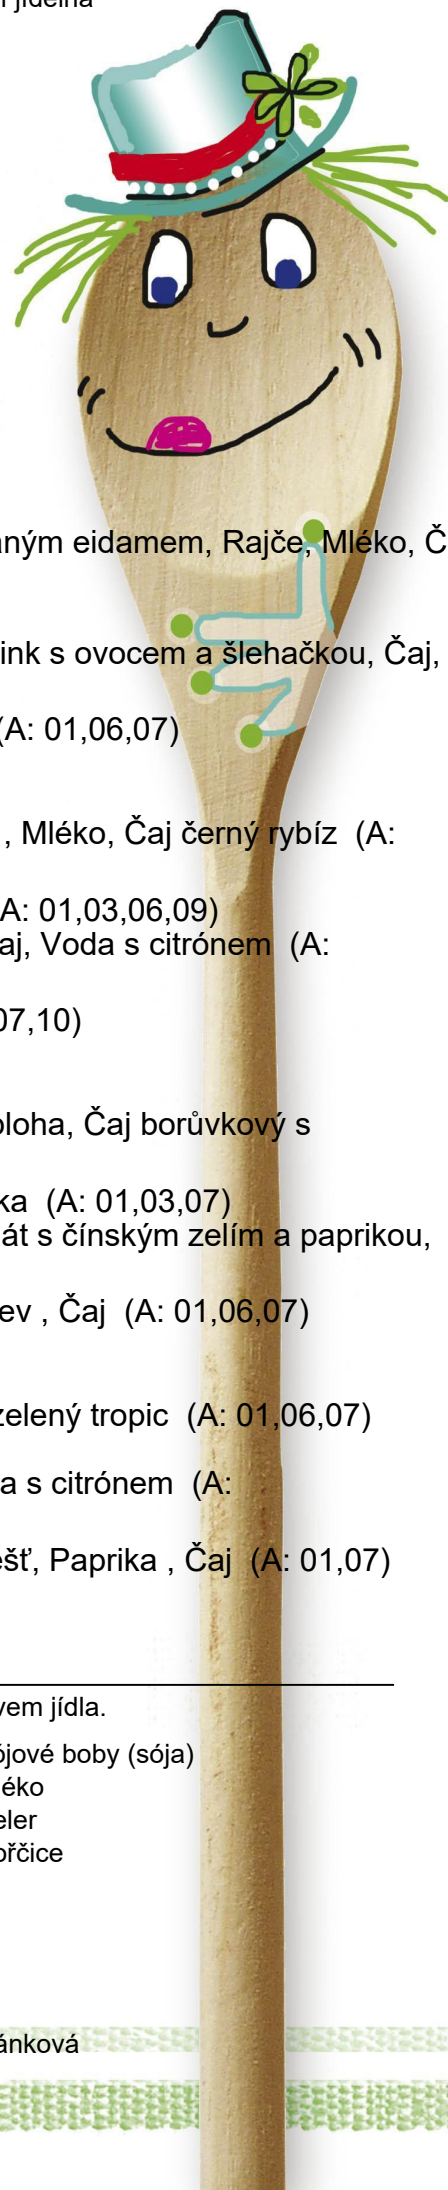 jídelna
aným eidamem, Rajče, Mléko, Č
ink s ovocem a šlehačkou, Čaj,
(A: 01,06,07)
, Mléko, Čaj černý rybíz (A:
A: 01,03,06,09)
aj, Voda s citrónem (A:
07,10)
oloha, Čaj borůvkový s
ka (A: 01,03,07)
át s čínským zelím a paprikou,
ev , Čaj (A: 01,06,07)
zelený tropic (A: 01,06,07)
a s citrónem (A:
ešť, Paprika , Čaj (A: 01,07)
vem jídla.
ójové boby (sója)
léko
eler
ořčice
ánková